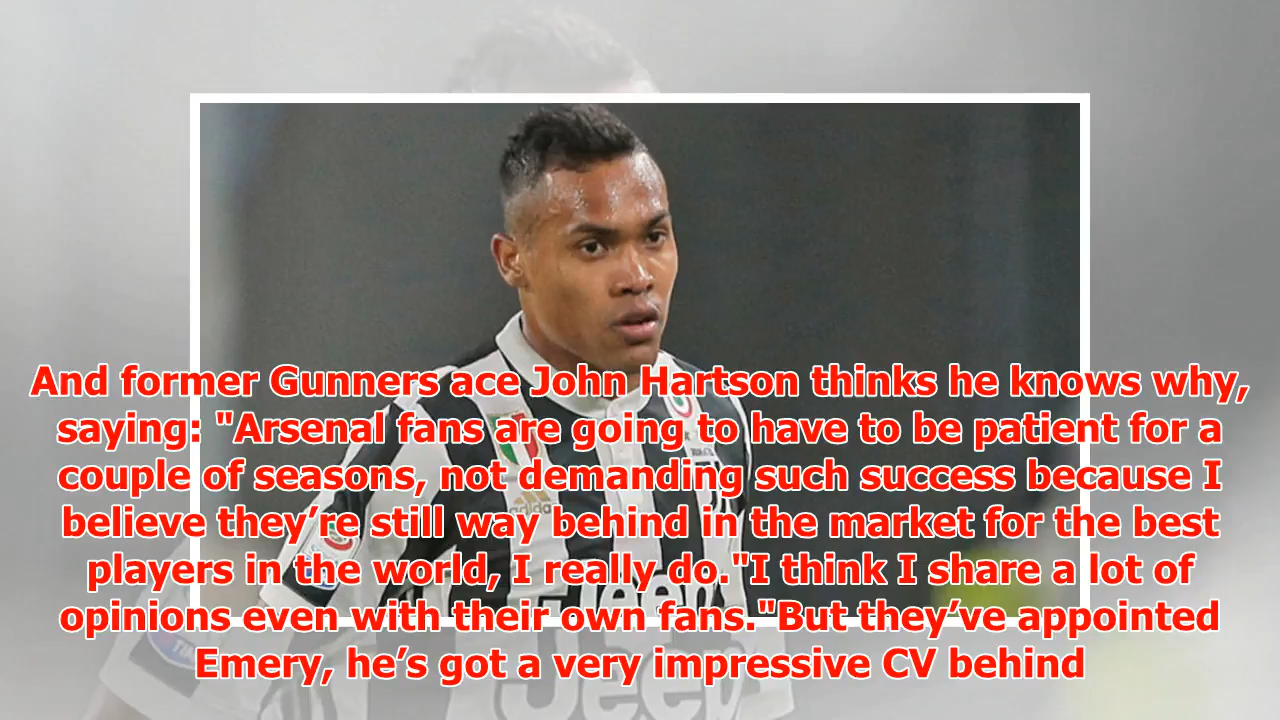 And former Gunners ace John Hartson thinks he knows why,
saying: "Arsenal fans are going to have to be patient for a
couple of seasons, not demanding such success because I
believe they’re still way behind in the market for the best
players in the world, I really do."I think I share a lot of
opinions even with their own fans."But they’ve appointed
Emery, he’s got a very impressive CV behind
adidas
Jeep
Jeep